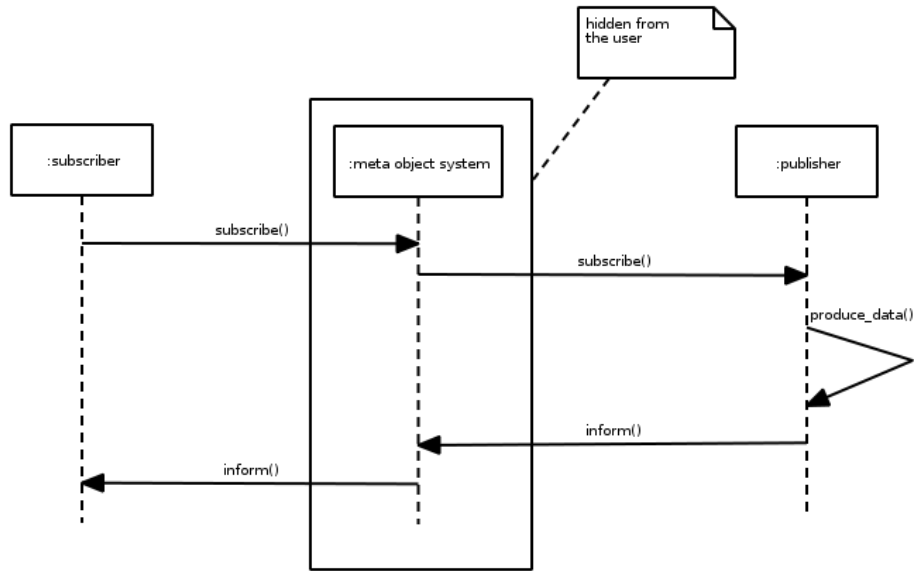 hidden from
the user
:subscriber
:meta object system
:publisher
subscribe()
subscribe()
produce_data()
inform()
inform()